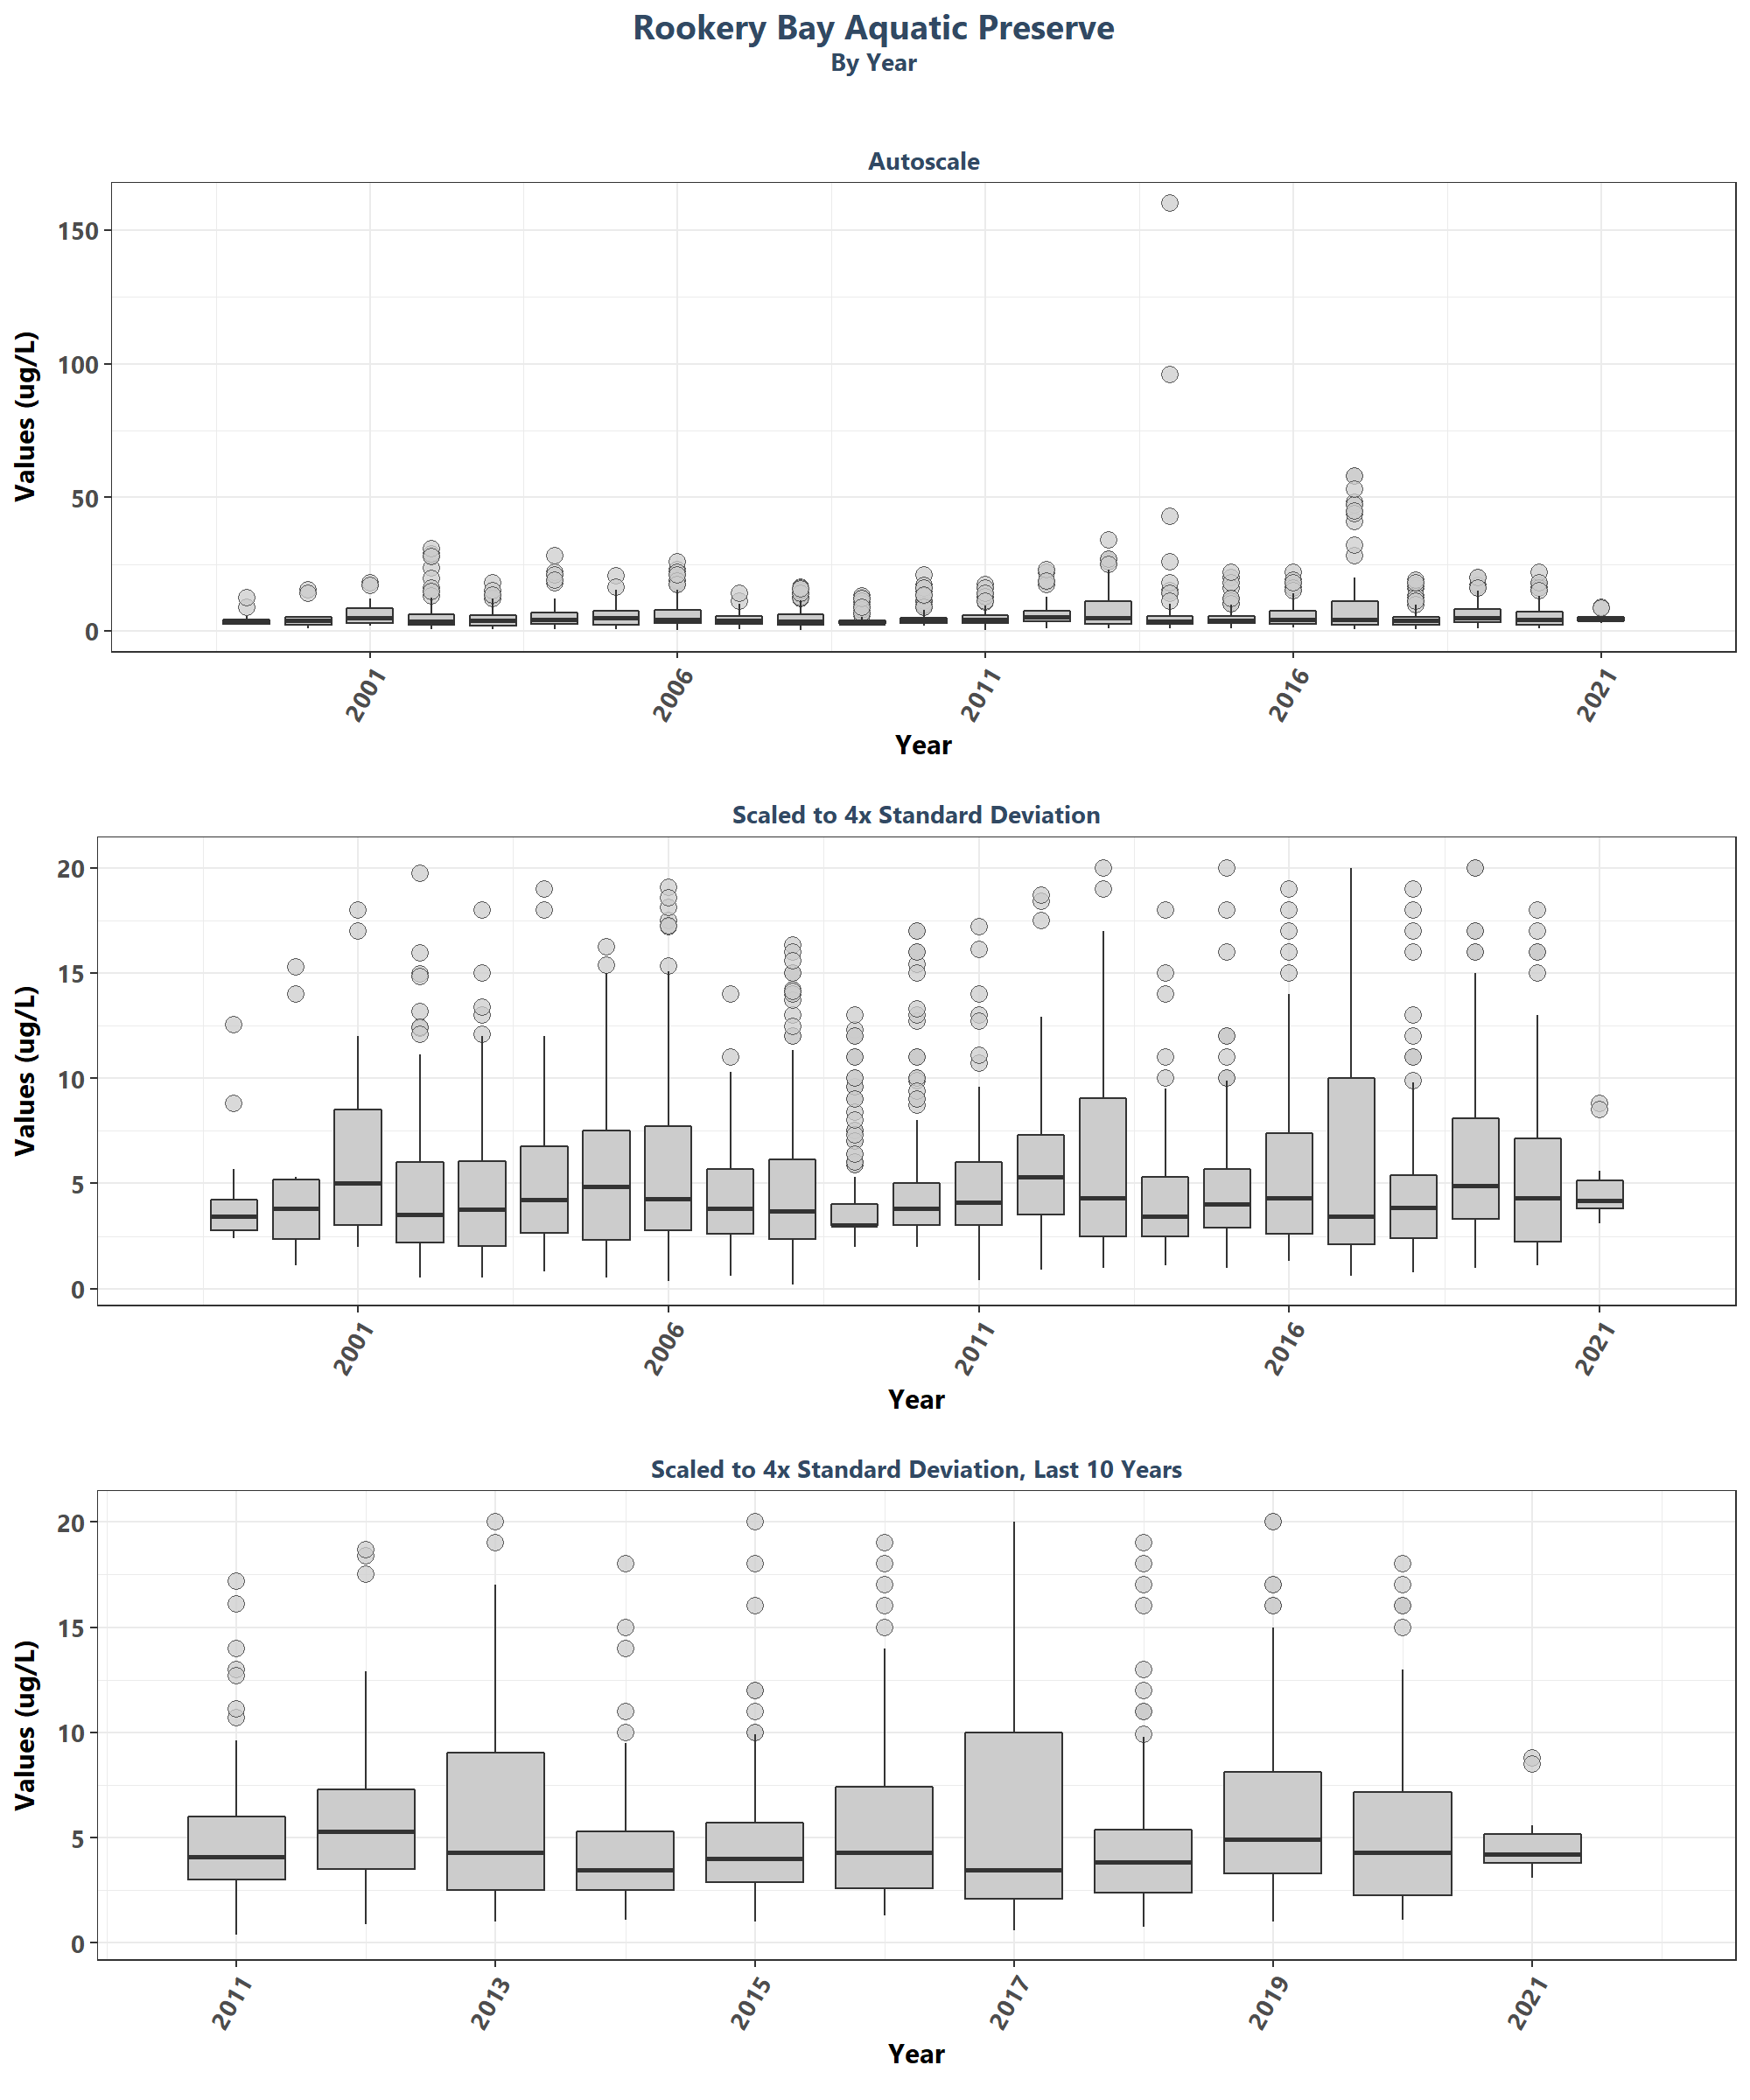 Rookery Bay Aquatic Preserve
By Year
Autoscale
Values (ug/L)
150
100
50
0
2001
2006
2011
2016
2021
Year
Scaled to 4x Standard Deviation
Values (ug/L)
20
15
10
5
0
2001
2006
2011
2016
2021
Year
Scaled to 4x Standard Deviation, Last 10 Years
Values (ug/L)
20
15
10
5
0
2011
2013
2015
2017
2019
2021
Year